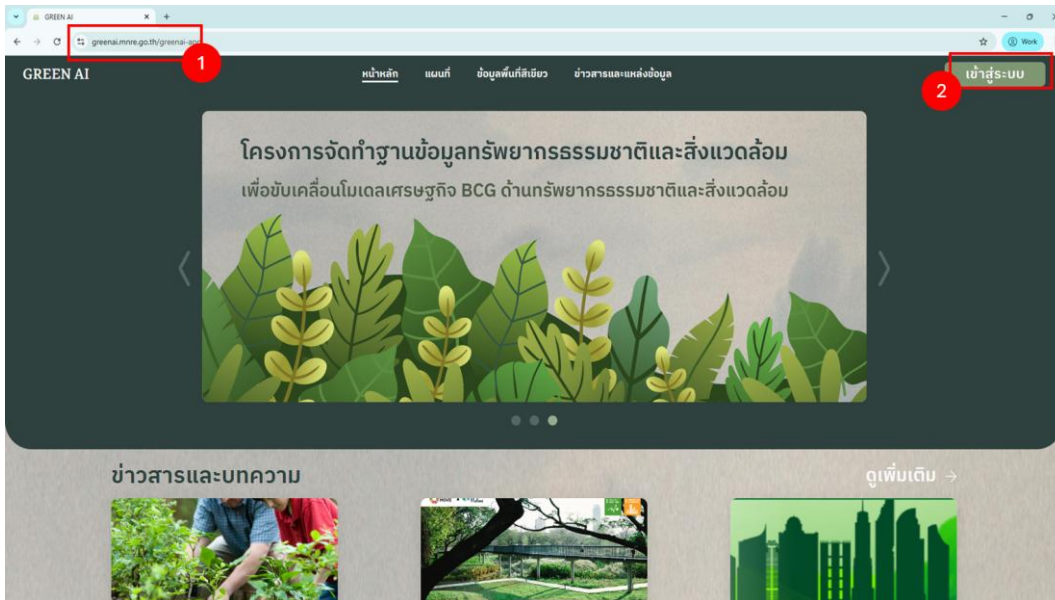 GREEN AI
greenai.mnre.go.th/greenai-app
Work
1
GREEN AI
หน้าหลัก แผนที่ ข้อมูลพื้นที่สีเขียว ข่าวสารและแหล่งข้อมูล
เข้าสู่ระบบ
2
โครงการจัดทำฐานข้อมูลทรัพยากรธรรมชาติและสิ่งแวดล้อม
เพื่อขับเคลื่อนโมเดลเศรษฐกิจ BCG ด้านทรัพยากรธรรมชาติและสิ่งแวดล้อม
ข่าวสารและบทความ
ดูเพิ่มเติม →